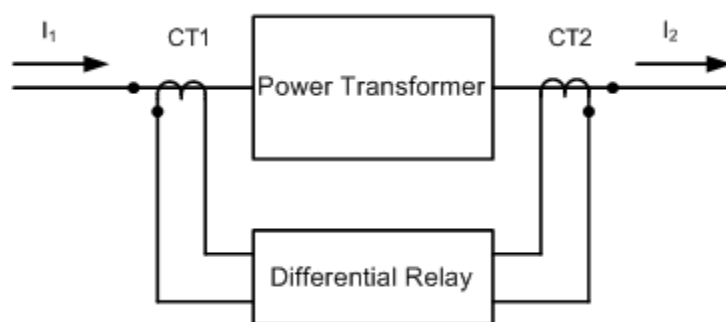 I₁
CT1
CT2
I₂
Power Transformer
Differential Relay